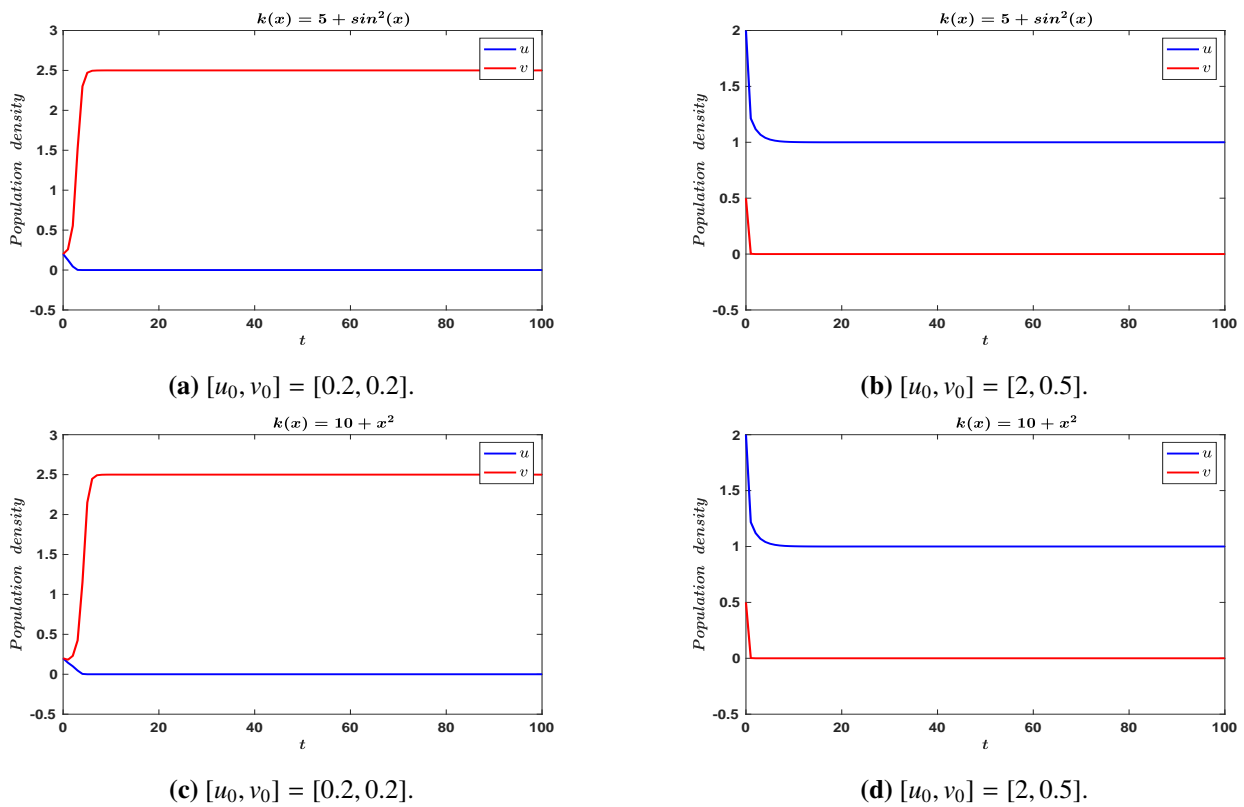 k(x) = 5 + sin²(x)
3
2.5
2
1.5
1
0.5
0
-0.5
Population density
u
v
0 20 40 60 80 100
t
(a) [u₀, v₀] = [0.2, 0.2].
k(x) = 5 + sin²(x)
2
1.5
1
0.5
0
-0.5
Population density
u
v
0 20 40 60 80 100
t
(b) [u₀, v₀] = [2, 0.5].
k(x) = 10 + x²
3
2.5
2
1.5
1
0.5
0
-0.5
Population density
u
v
0 20 40 60 80 100
t
(c) [u₀, v₀] = [0.2, 0.2].
k(x) = 10 + x²
2
1.5
1
0.5
0
-0.5
Population density
u
v
0 20 40 60 80 100
t
(d) [u₀, v₀] = [2, 0.5].